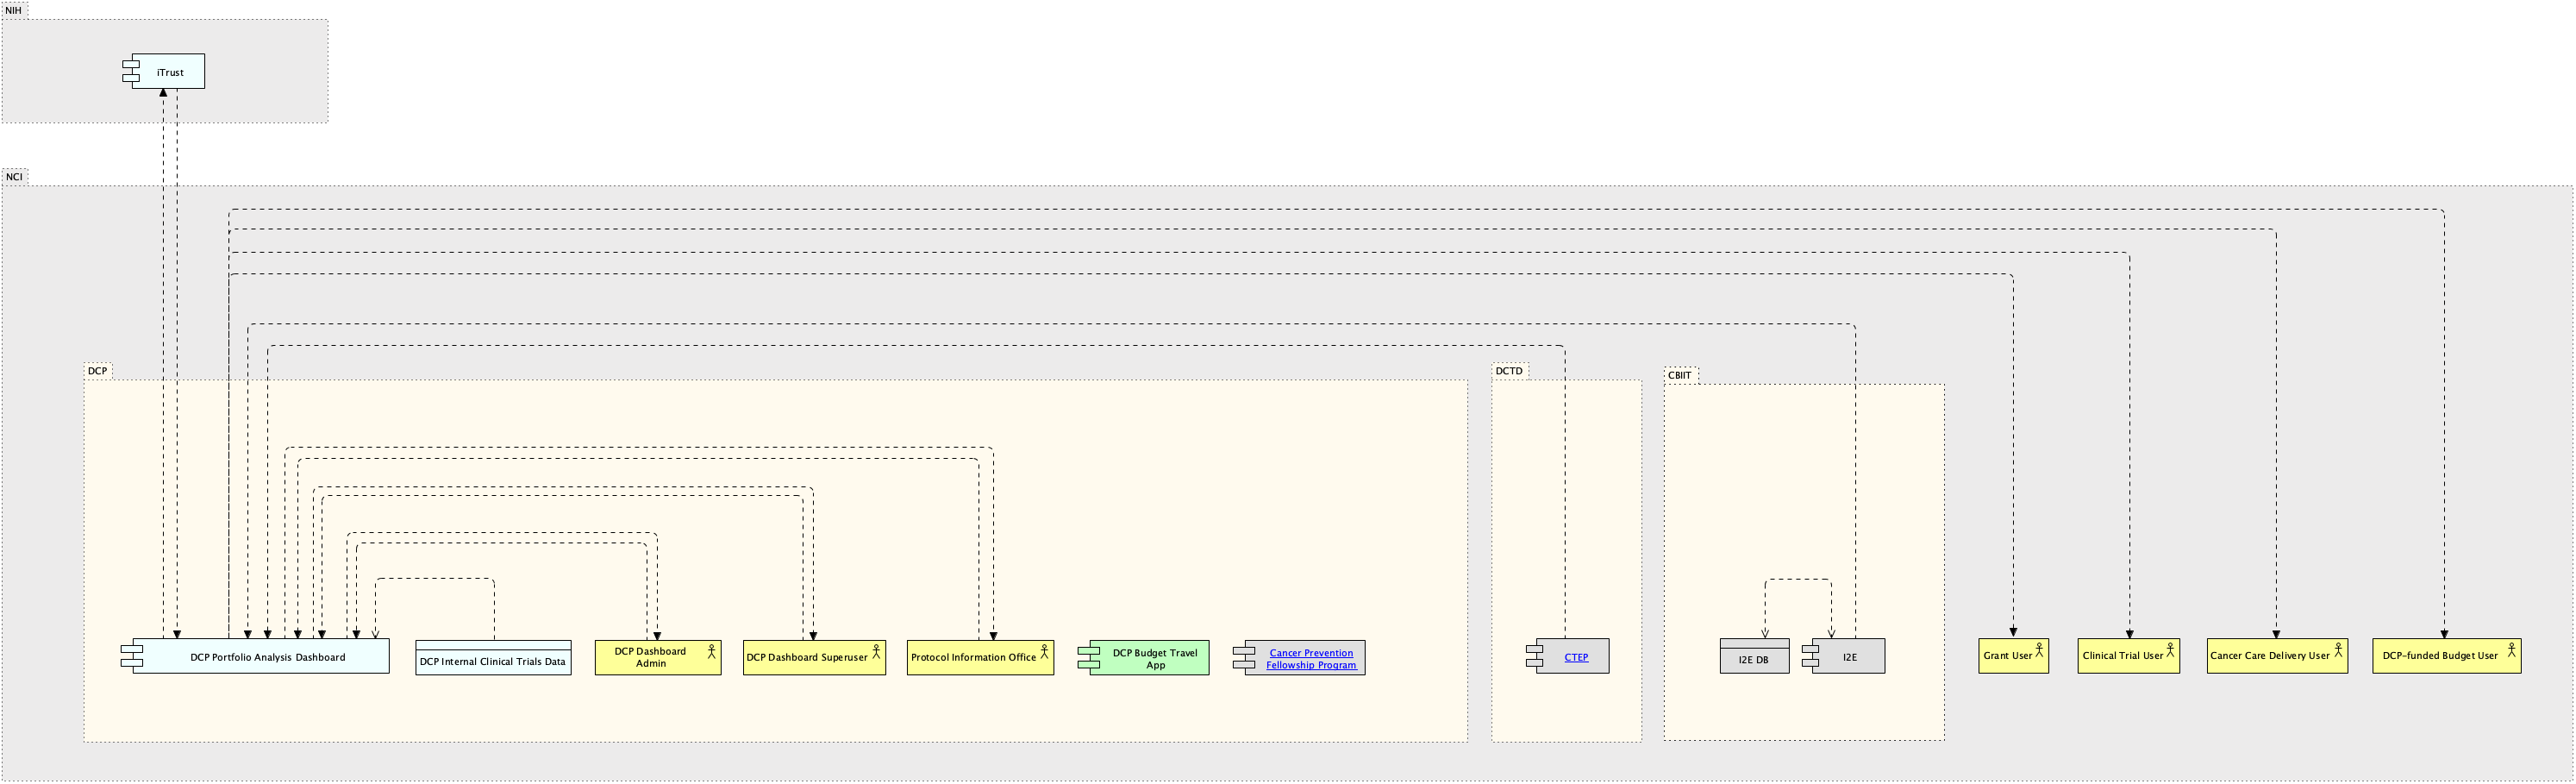 NIH
iTrust
NCI
DCP
DCTD
CBIIT
DCP Portfolio Analysis Dashboard
DCP Internal Clinical Trials Data
DCP Dashboard
Admin
DCP Dashboard Superuser
Protocol Information Office
DCP Budget Travel
App
Cancer Prevention
Fellowship Program
CTEP
I2E DB
I2E
Grant User
Clinical Trial User
Cancer Care Delivery User
DCP-funded Budget User